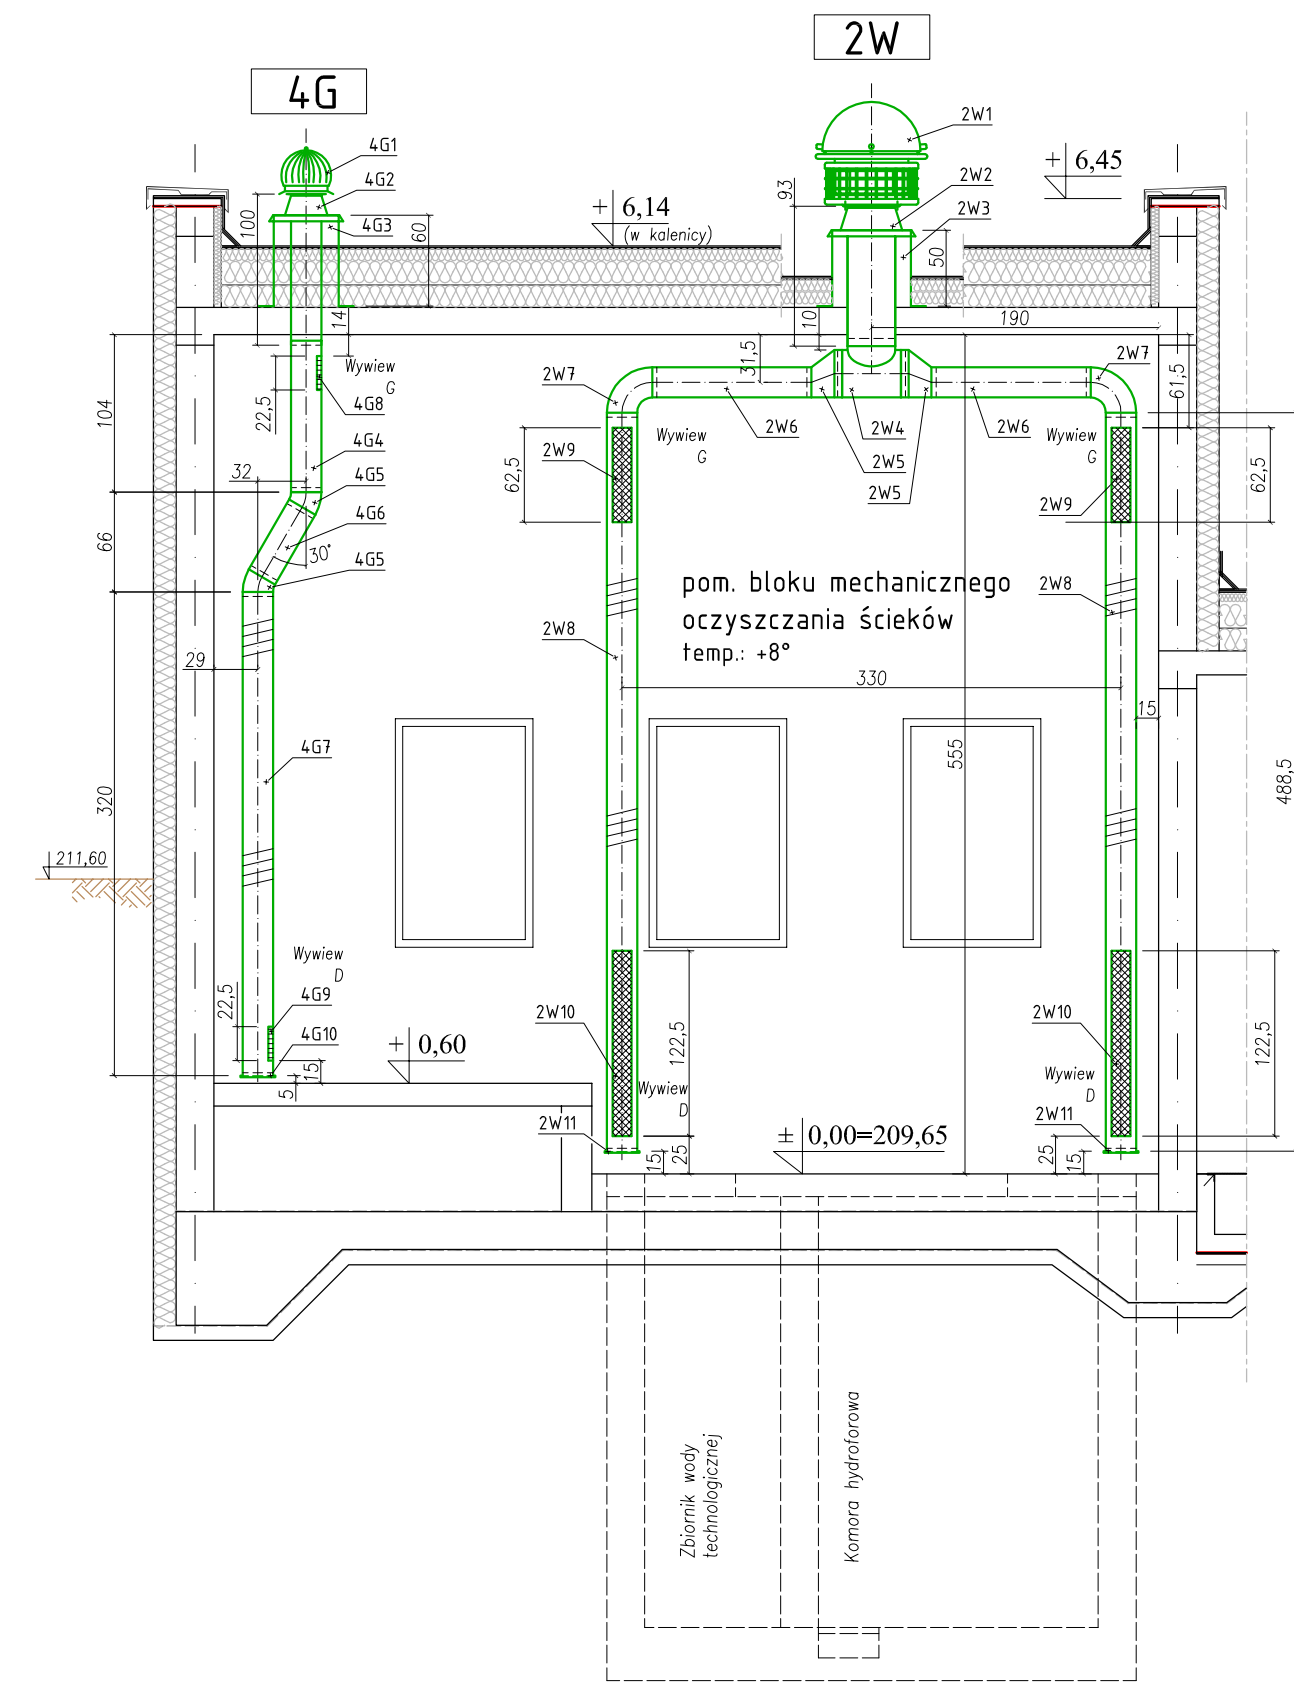 2W
4G
2W1
4G1
4G2
4G3
100
60
+ 6,14
(w kalenicy)
93
2W2
2W3
+ 6,45
50
14
10
190
31,5
61,5
Wywiew
G
4G8
22,5
104
2W7
2W7
2W6
2W4
2W6
2W5
2W5
Wywiew
G
Wywiew
G
2W9
62,5
2W9
62,5
4G4
32
4G5
4G6
30°
4G5
66
pom. bloku mechanicznego
oczyszczania ścieków
temp.: +8°
2W8
2W8
29
330
15
4G7
555
488,5
320
211,60
Wywiew
D
4G9
22,5
4G10
15
5
+ 0,60
2W10
122,5
Wywiew
D
2W10
122,5
Wywiew
D
2W11
2W11
± 0,00=209,65
15
25
25
15
Zbiornik wody
technologicznej
Komora hydroforowa